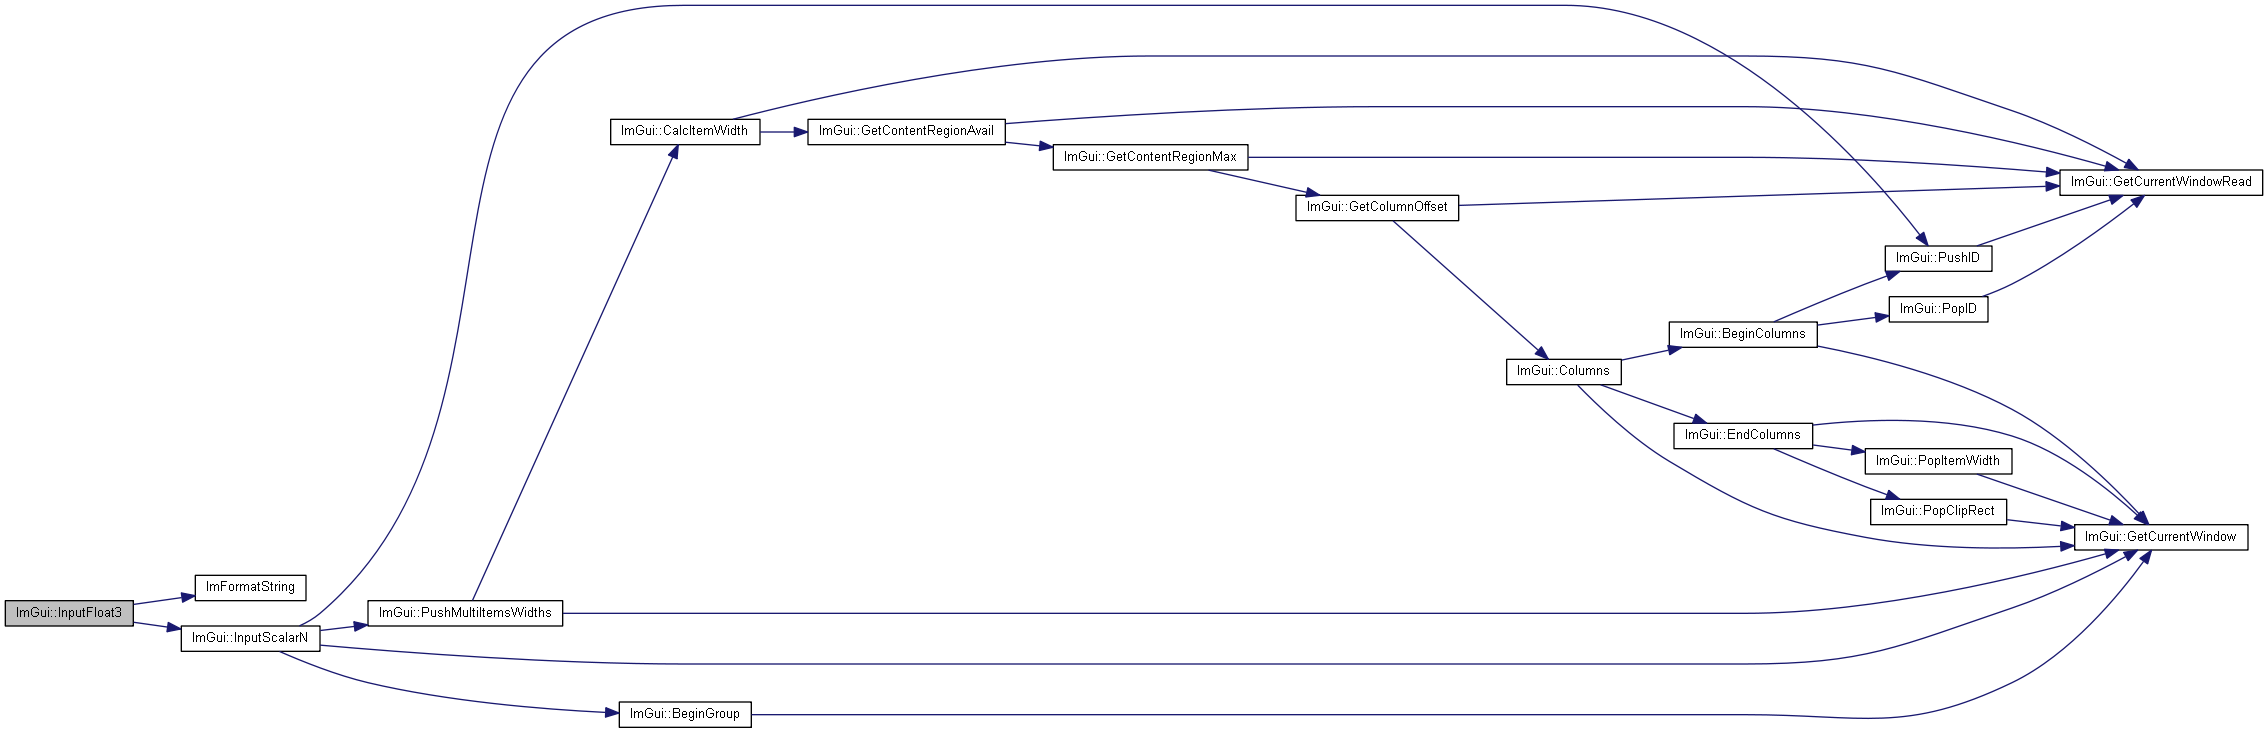 ImGui::CalcItemWidth
ImGui::GetContentRegionAvail
ImGui::GetContentRegionMax
ImGui::GetCurrentWindowRead
ImGui::GetColumnOffset
ImGui::PushID
ImGui::PopID
ImGui::BeginColumns
ImGui::Columns
ImGui::EndColumns
ImGui::PopItemWidth
ImGui::PopClipRect
ImGui::GetCurrentWindow
ImFormatString
ImGui::InputFloat3
ImGui::PushMultiItemsWidths
ImGui::InputScalarN
ImGui::BeginGroup